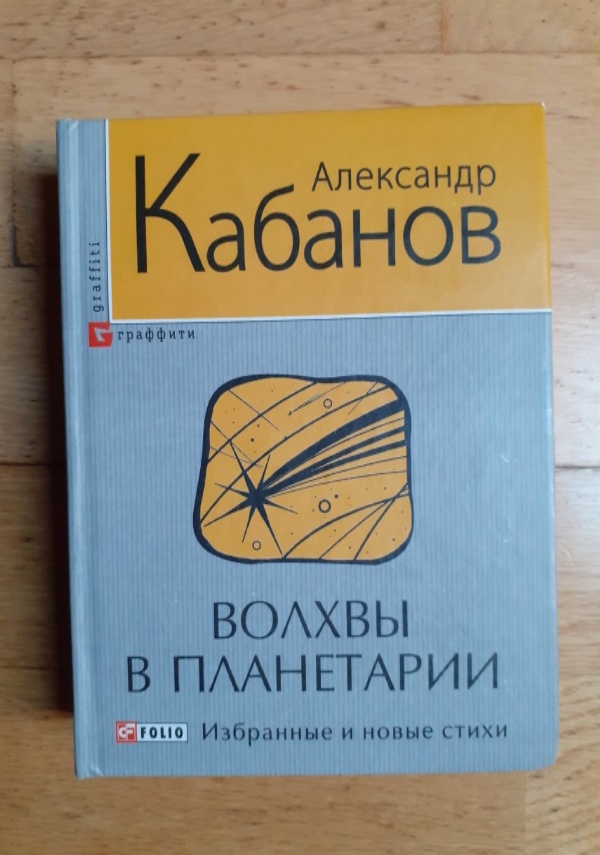 Александр
Кабанов
graffiti
граффити
ВОЛХВЫ
В ПЛАНЕТАРИИ
FOLIO Избранные и новые стихи